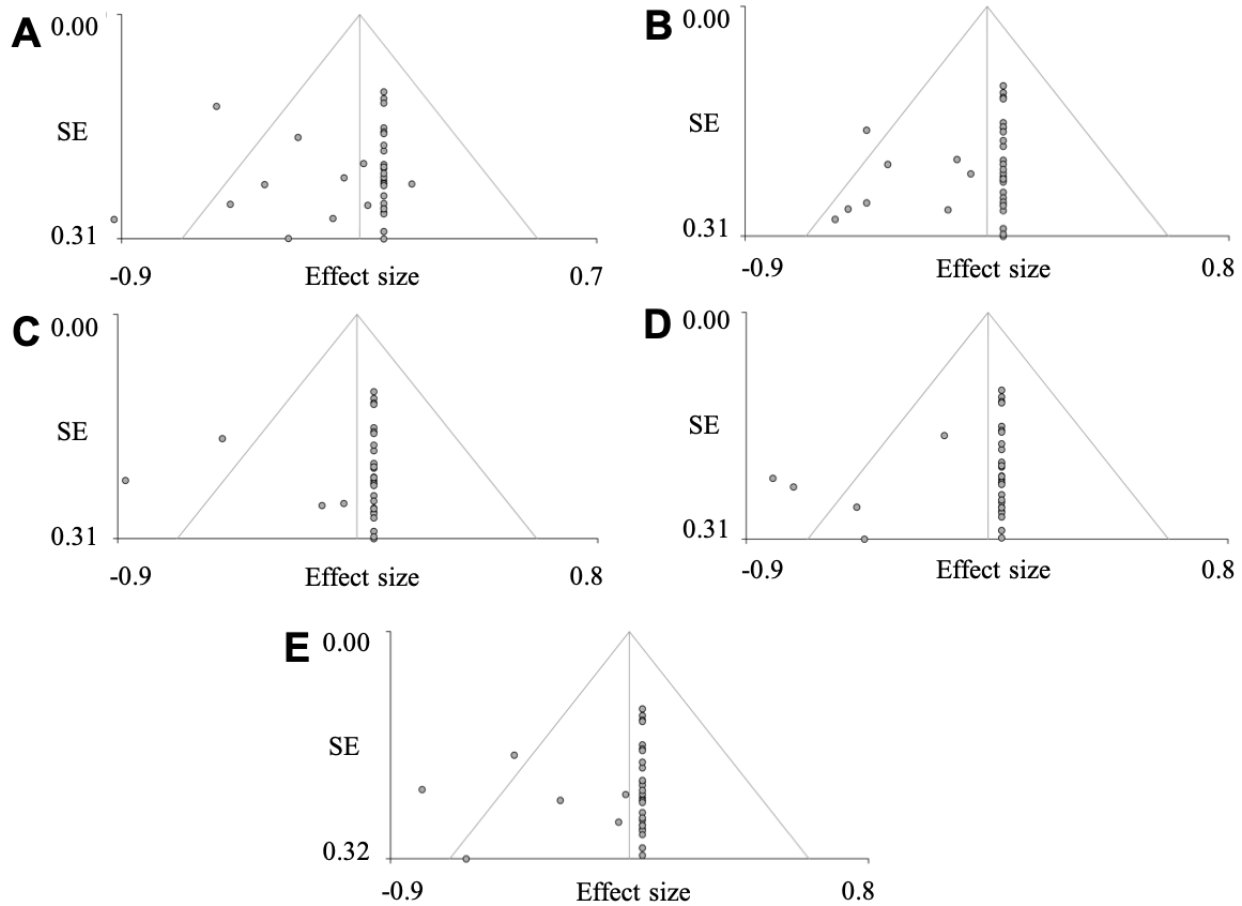 A
0.00
SE
0.31
-0.9 Effect size 0.7
B
0.00
SE
0.31
-0.9 Effect size 0.8
C
0.00
SE
0.31
-0.9 Effect size 0.8
D
0.00
SE
0.31
-0.9 Effect size 0.8
E
0.00
SE
0.32
-0.9 Effect size 0.8